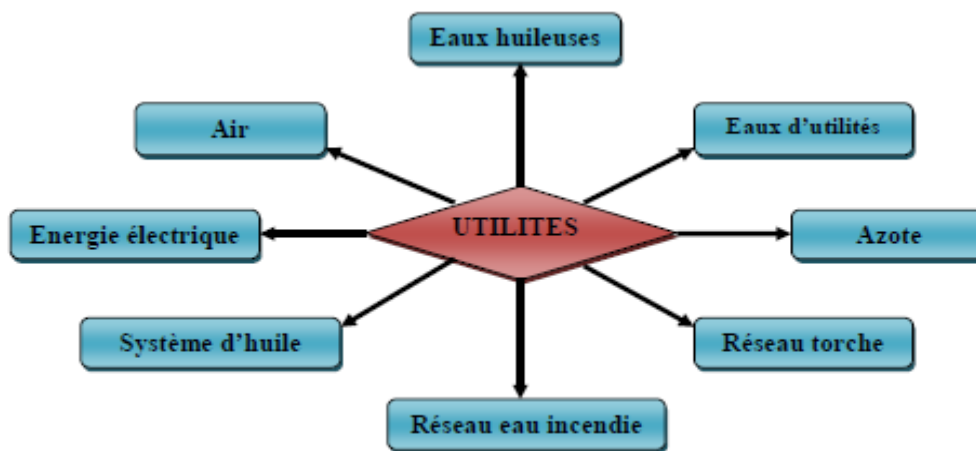 Eaux huileuses
Air
Eaux d’utilités
UTILITES
Energie électrique
Azote
Système d’huile
Réseau torche
Réseau eau incendie